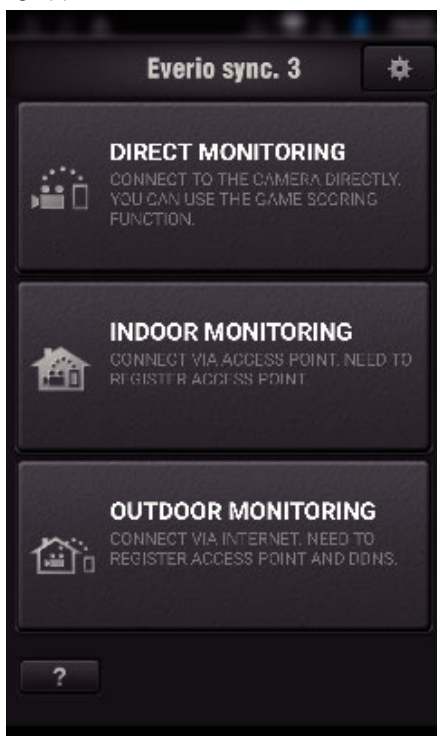 Everio sync. 3
DIRECT MONITORING
CONNECT TO THE CAMERA DIRECTLY.
YOU CAN USE THE GAME SCORING
FUNCTION.
INDOOR MONITORING
CONNECT VIA ACCESS POINT. NEED TO
REGISTER ACCESS POINT.
OUTDOOR MONITORING
CONNECT VIA INTERNET. NEED TO
REGISTER ACCESS POINT AND DDNS.
?